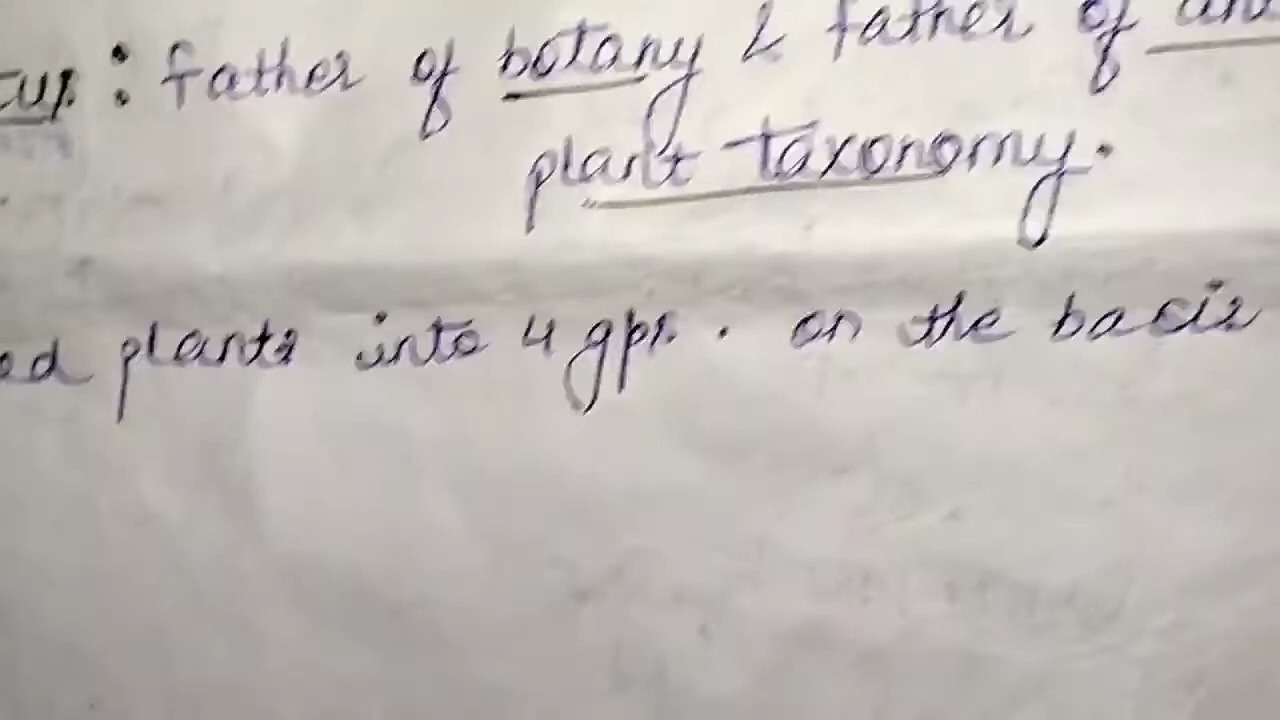 : Father of botany & father of
plant taxonomy.
plants into 4 gps. on the basis